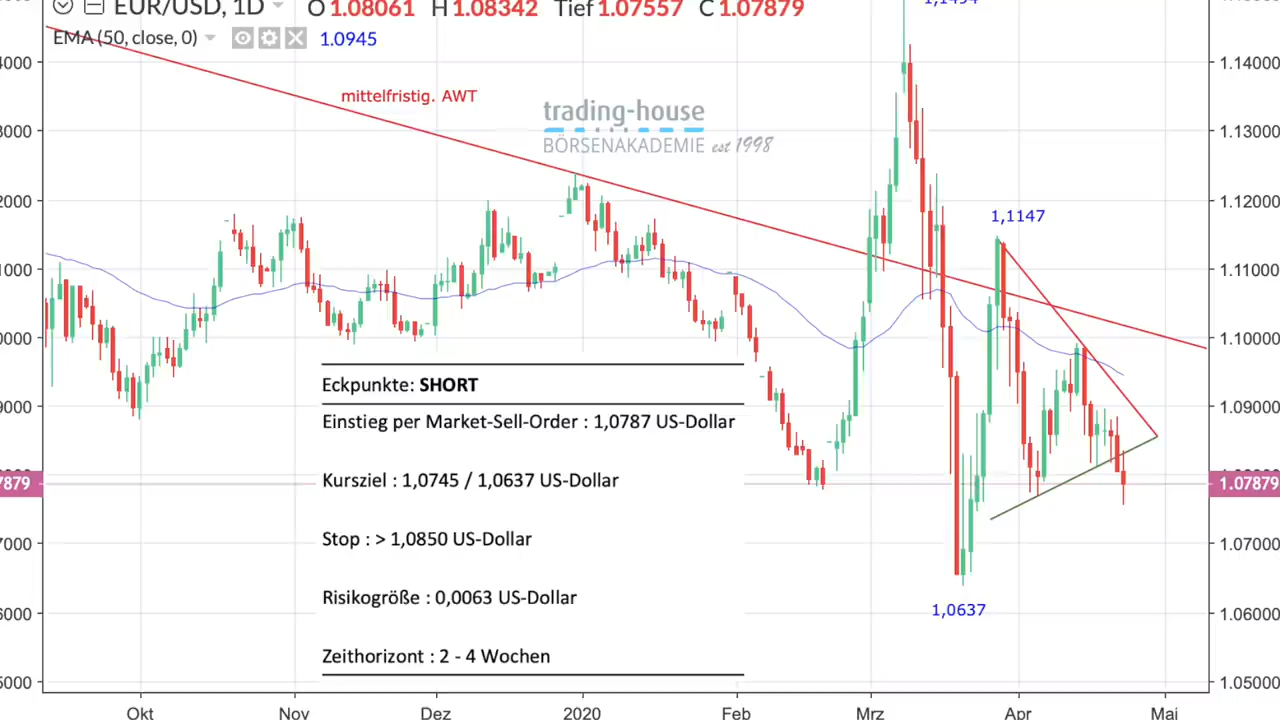 EUR/USD, 1D O 1.08061 H 1.08342 Tief 1.07557 C 1.07879
EMA (50, close, 0) 1.0945
mittelfristig. AWT
trading-house
BÖRSENAKADEMIE est 1998
1,1147
1,0637
Eckpunkte: SHORT
Einstieg per Market-Sell-Order : 1,0787 US-Dollar
Kursziel : 1,0745 / 1,0637 US-Dollar
Stop : > 1,0850 US-Dollar
Risikogröße : 0,0063 US-Dollar
Zeithorizont : 2 - 4 Wochen
1.14000
1.13000
1.12000
1.11000
1.10000
1.09000
1.07879
1.07000
1.06000
1.05000
Okt Nov Dez 2020 Feb Mrz Apr Mai